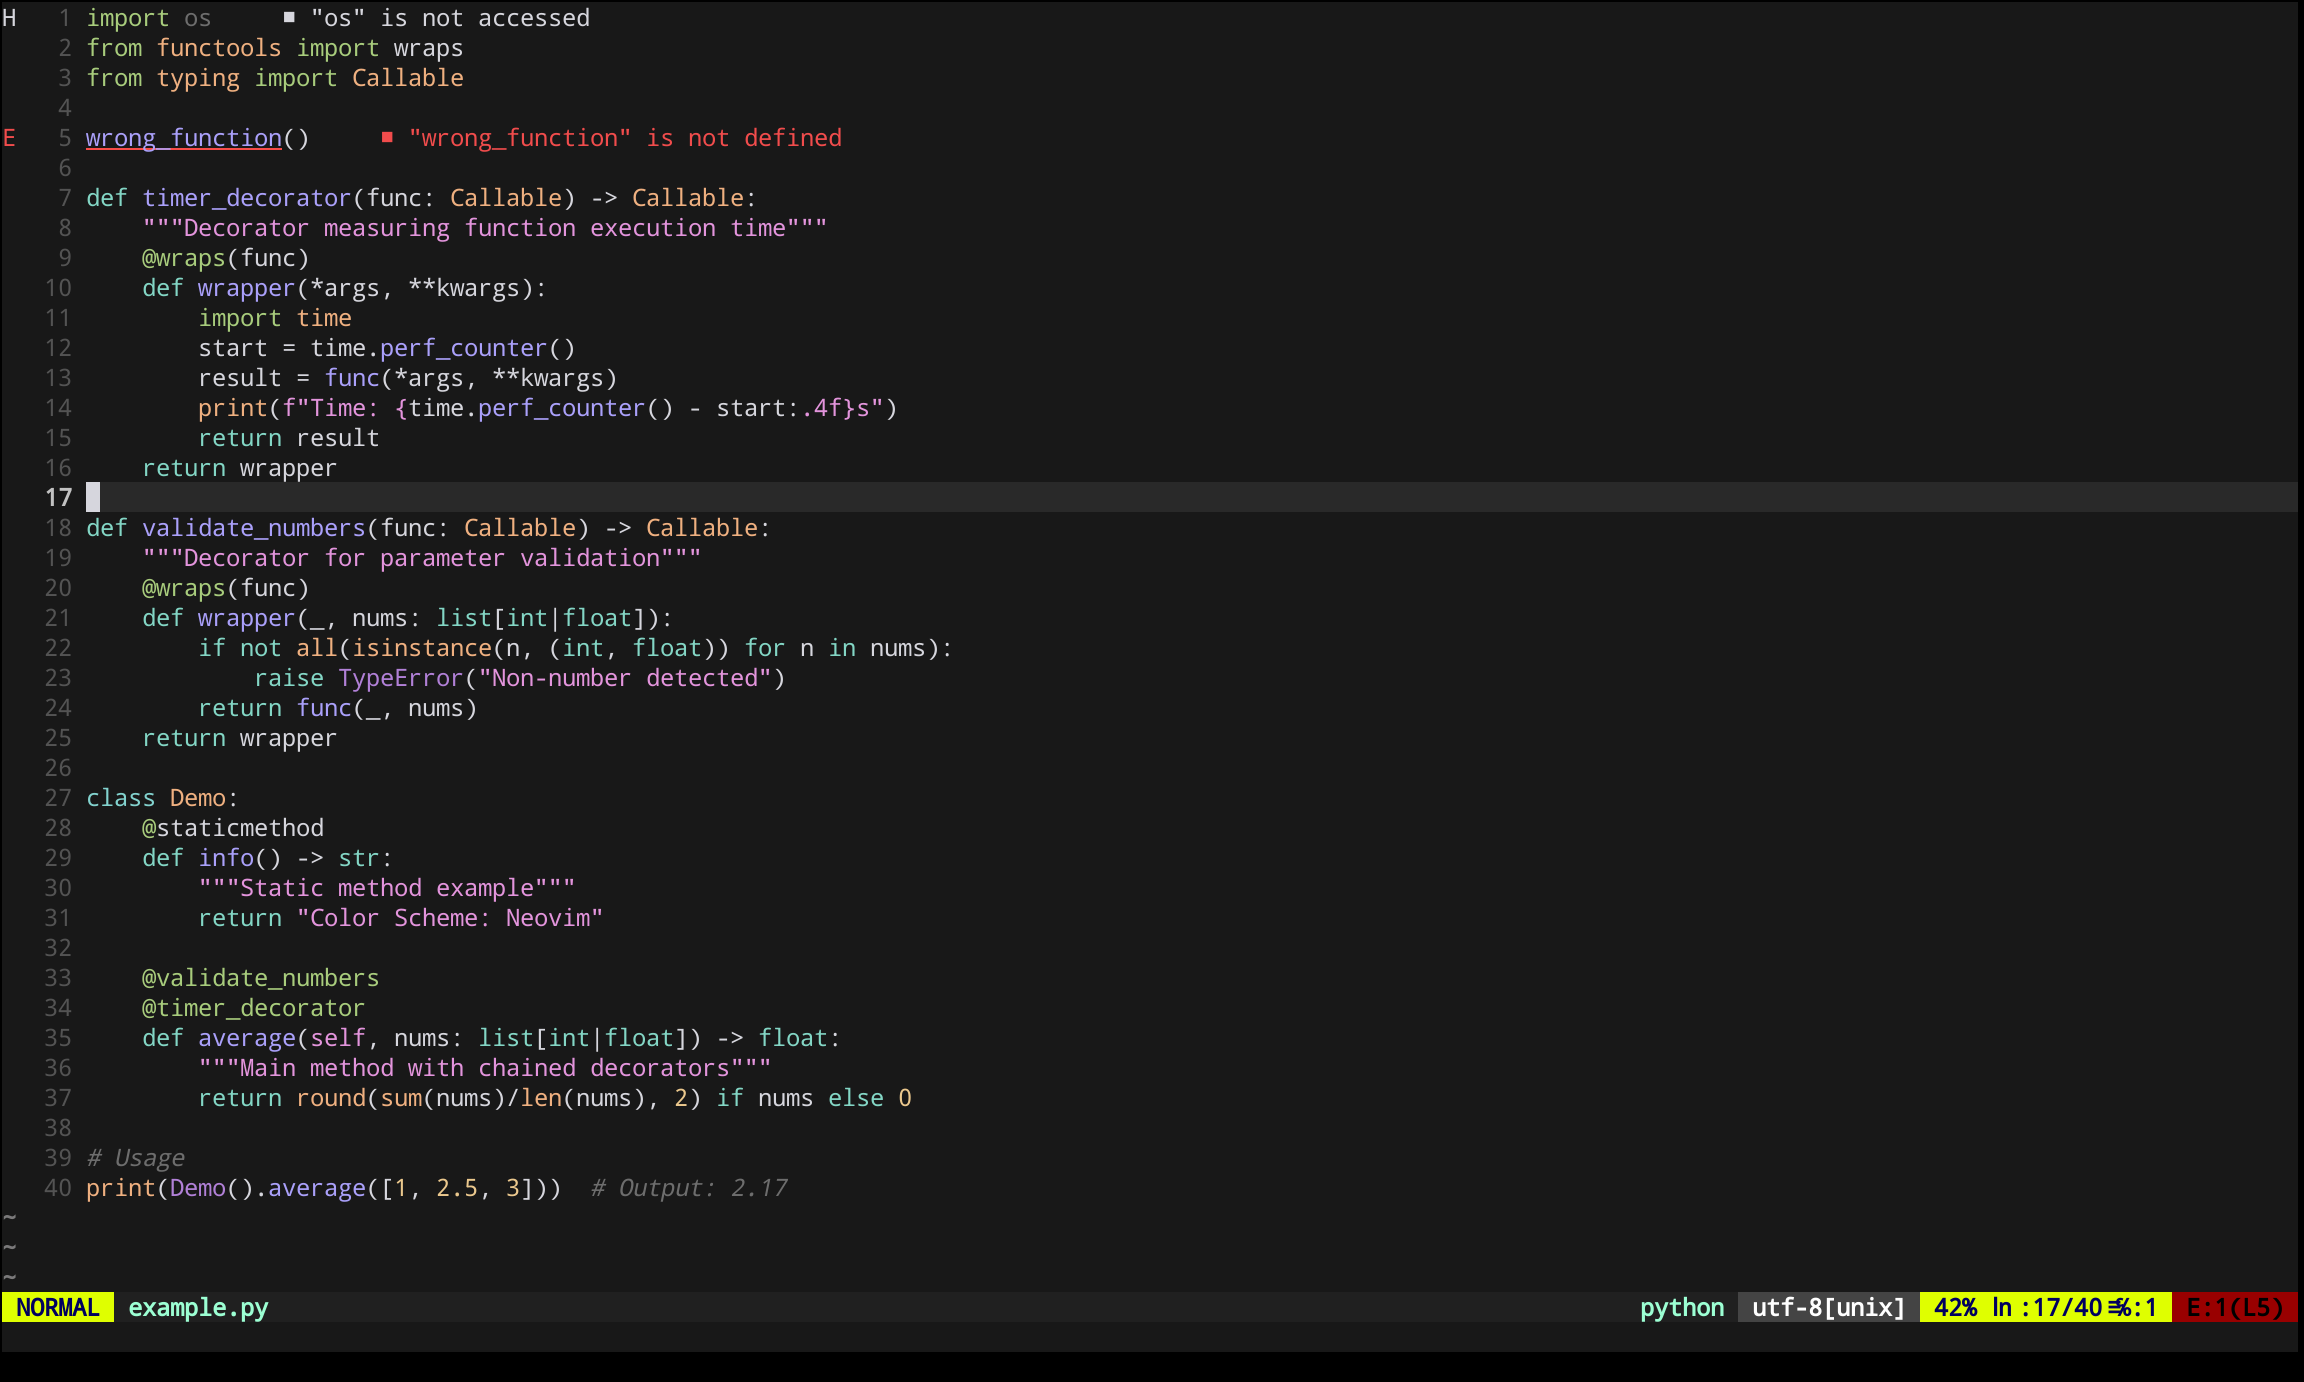 H 1 import os ■ "os" is not accessed
2 from functools import wraps
3 from typing import Callable
4
E 5 wrong_function() ■ "wrong_function" is not defined
6
7 def timer_decorator(func: Callable) -> Callable:
8     """Decorator measuring function execution time"""
9     @wraps(func)
10     def wrapper(*args, **kwargs):
11         import time
12         start = time.perf_counter()
13         result = func(*args, **kwargs)
14         print(f"Time: {time.perf_counter() - start:.4f}s")
15         return result
16     return wrapper
17
18 def validate_numbers(func: Callable) -> Callable:
19     """Decorator for parameter validation"""
20     @wraps(func)
21     def wrapper(_, nums: list[int|float]):
22         if not all(isinstance(n, (int, float)) for n in nums):
23             raise TypeError("Non-number detected")
24         return func(_, nums)
25     return wrapper
26
27 class Demo:
28     @staticmethod
29     def info() -> str:
30         """Static method example"""
31         return "Color Scheme: Neovim"
32
33     @validate_numbers
34     @timer_decorator
35     def average(self, nums: list[int|float]) -> float:
36         """Main method with chained decorators"""
37         return round(sum(nums)/len(nums), 2) if nums else 0
38
39 # Usage
40 print(Demo().average([1, 2.5, 3]))  # Output: 2.17
~
~
~
NORMAL example.py python utf-8[unix] 42% ln :17/40≡℅:1 E:1(L5)